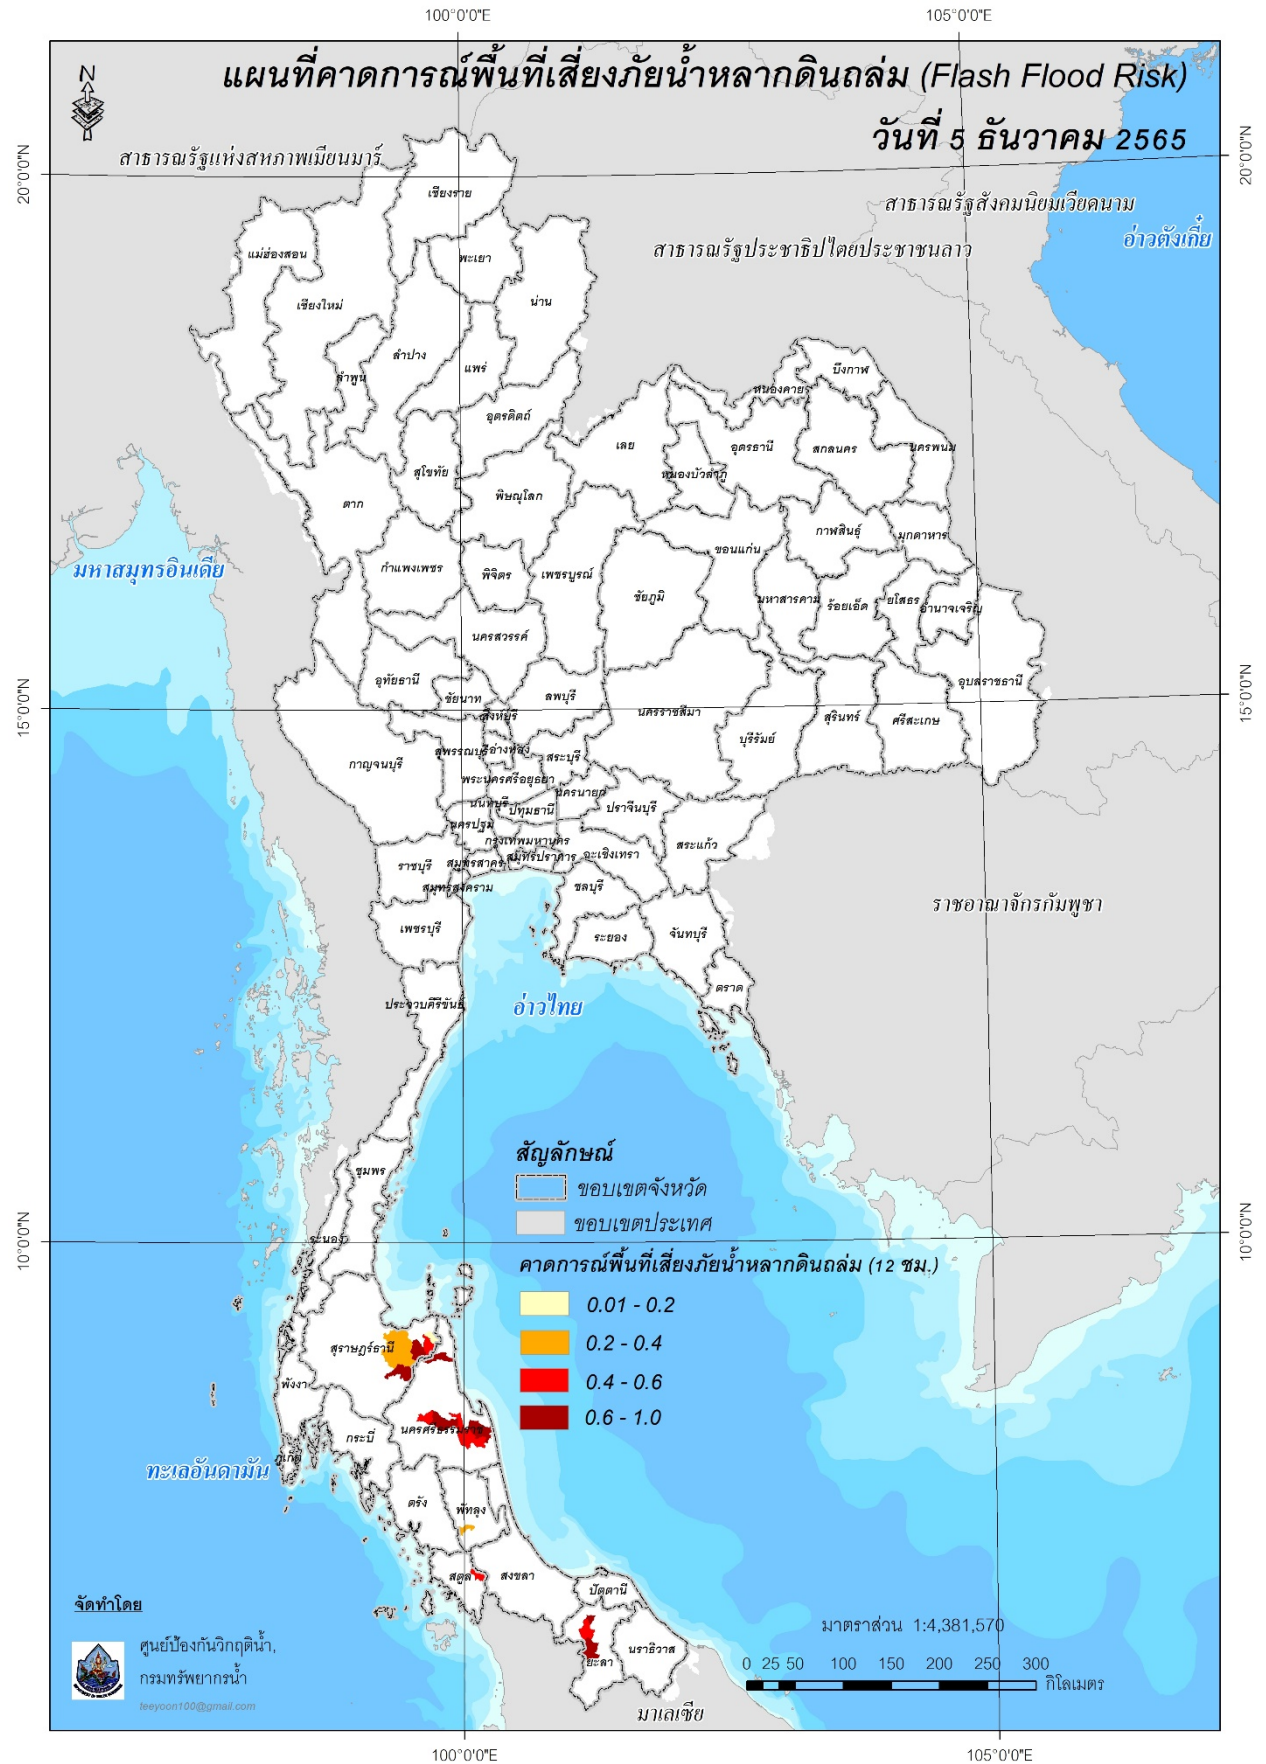 100°0'0"E
105°0'0"E
N
แผนที่คาดการณ์พื้นที่เสี่ยงภัยน้ำหลากดินถล่ม (Flash Flood Risk)
วันที่ 5 ธันวาคม 2565
20°0'0"N
20°0'0"N
สาธารณรัฐแห่งสหภาพเมียนมาร์
สาธารณรัฐสังคมนิยมเวียดนาม
สาธารณรัฐประชาธิปไตยประชาชนลาว
อ่าวตังเกี๋ย
เชียงราย
แม่ฮ่องสอน
พะเยา
น่าน
เชียงใหม่
ลำปาง
แพร่
ลำพูน
บึงกาฬ
หนองคาย
อุตรดิตถ์
เลย
อุดรธานี
สกลนคร
นครพนม
สุโขทัย
หนองบัวลำภู
ตาก
พิษณุโลก
กาฬสินธุ์
มุกดาหาร
ขอนแก่น
มหาสมุทรอินเดีย
กำแพงเพชร
พิจิตร
เพชรบูรณ์
ชัยภูมิ
มหาสารคาม
ร้อยเอ็ด
ยโสธร
อำนาจเจริญ
นครสวรรค์
อุทัยธานี
ชัยนาท
ลพบุรี
อุบลราชธานี
15°0'0"N
15°0'0"N
สิงห์บุรี
นครราชสีมา
สุรินทร์
ศรีสะเกษ
บุรีรัมย์
สุพรรณบุรี
อ่างทอง
สระบุรี
กาญจนบุรี
พระนครศรีอยุธยา
นครนายก
นนทบุรี
ปทุมธานี
ปราจีนบุรี
นครปฐม
กรุงเทพมหานคร
สระแก้ว
ราชบุรี
สมุทรสาคร
สมุทรปราการ
ฉะเชิงเทรา
สมุทรสงคราม
ชลบุรี
ราชอาณาจักรกัมพูชา
เพชรบุรี
ระยอง
จันทบุรี
ตราด
ประจวบคีรีขันธ์
อ่าวไทย
สัญลักษณ์
ชุมพร
ขอบเขตจังหวัด
ขอบเขตประเทศ
ระนอง
10°0'0"N
10°0'0"N
คาดการณ์พื้นที่เสี่ยงภัยน้ำหลากดินถล่ม (12 ชม.)
0.01 - 0.2
0.2 - 0.4
0.4 - 0.6
0.6 - 1.0
สุราษฎร์ธานี
พังงา
นครศรีธรรมราช
กระบี่
ภูเก็ต
ทะเลอันดามัน
ตรัง
พัทลุง
สตูล
สงขลา
ปัตตานี
ยะลา
นราธิวาส
มาเลเซีย
จัดทำโดย
ศูนย์ป้องกันวิกฤติน้ำ,
กรมทรัพยากรน้ำ
teeyoon100@gmail.com
มาตราส่วน 1:4,381,570
0 25 50 100 150 200 250 300
กิโลเมตร
100°0'0"E
105°0'0"E